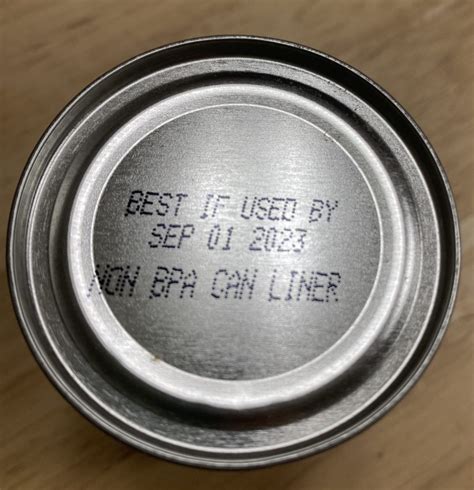 BEST IF USED BY
SEP 01 2023
NON BPA CAN LINER